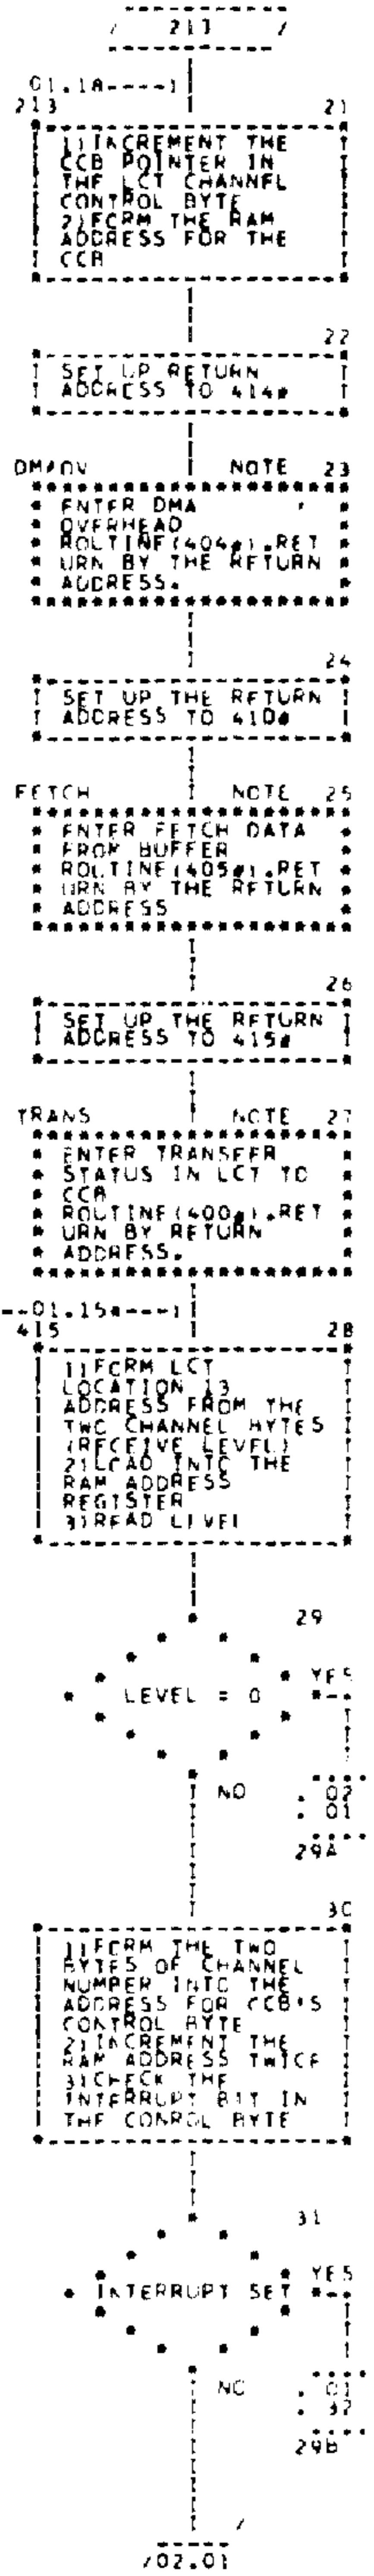 213
01.18----
213 21
1)INCREMENT THE
CCB POINTER IN
THE LCT CHANNEL
CONTROL BYTE
2)FORM THE RAM
ADDRESS FOR THE
CCB
22
SET UP RETURN
ADDRESS TO 414#
DMAOV NOTE 23
ENTER DMA
OVERHEAD
ROUTINE(404#).RET
URN BY THE RETURN
ADDRESS.
24
SET UP THE RETURN
ADDRESS TO 410#
FETCH NOTE 25
ENTER FETCH DATA
FROM BUFFER
ROUTINE(405#).RET
URN BY THE RETURN
ADDRESS
26
SET UP THE RETURN
ADDRESS TO 415#
TRANS NOTE 27
ENTER TRANSFER
STATUS IN LCT TO
CCB
ROUTINE(400#).RET
URN BY RETURN
ADDRESS.
--01.15#---
415 28
1)FORM LCT
LOCATION 13
ADDRESS FROM THE
TWO CHANNEL BYTES
(RECEIVE LEVEL)
2)LOAD INTO THE
RAM ADDRESS
REGISTER
3)READ LEVEL
29
LEVEL = 0 YES
NO
. 02
. 01
29A
30
1)FORM THE TWO
BYTES OF CHANNEL
NUMBER INTO THE
ADDRESS FOR CCB'S
CONTROL BYTE
2)INCREMENT THE
RAM ADDRESS TWICE
3)CHECK THE
INTERRUPT BIT IN
THE CONROL BYTE
31
INTERRUPT SET YES
NO
. 01
. 32
29B
/02.01